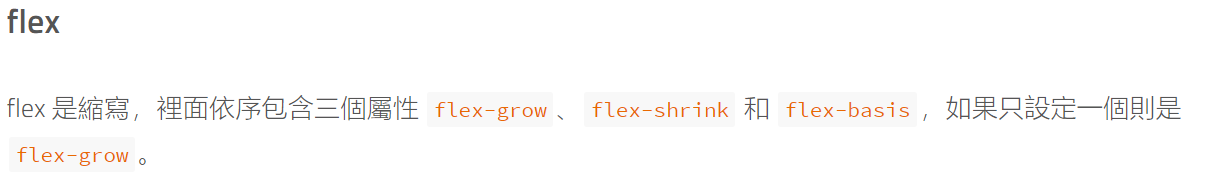 flex
flex 是縮寫，裡面依序包含三個屬性 flex-grow、flex-shrink 和 flex-basis，如果只設定一個則是
flex-grow。